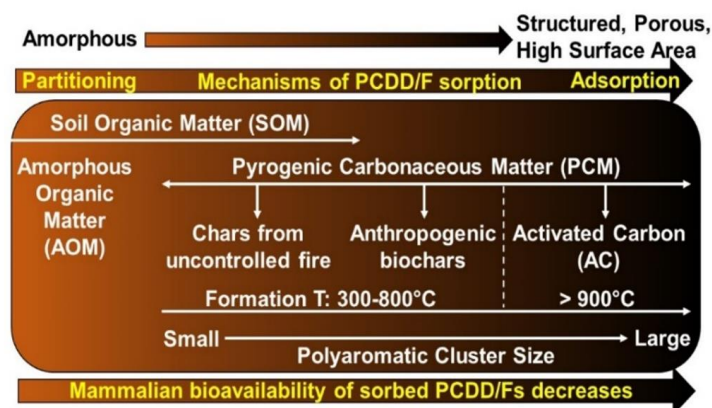 Amorphous
Structured, Porous,
High Surface Area
Partitioning Mechanisms of PCDD/F sorption Adsorption
Soil Organic Matter (SOM)
Amorphous
Organic
Matter
(AOM)
Pyrogenic Carbonaceous Matter (PCM)
Chars from
uncontrolled fire
Anthropogenic
biochars
Activated Carbon
(AC)
Formation T: 300-800°C > 900°C
Small Large
Polyaromatic Cluster Size
Mammalian bioavailability of sorbed PCDD/Fs decreases